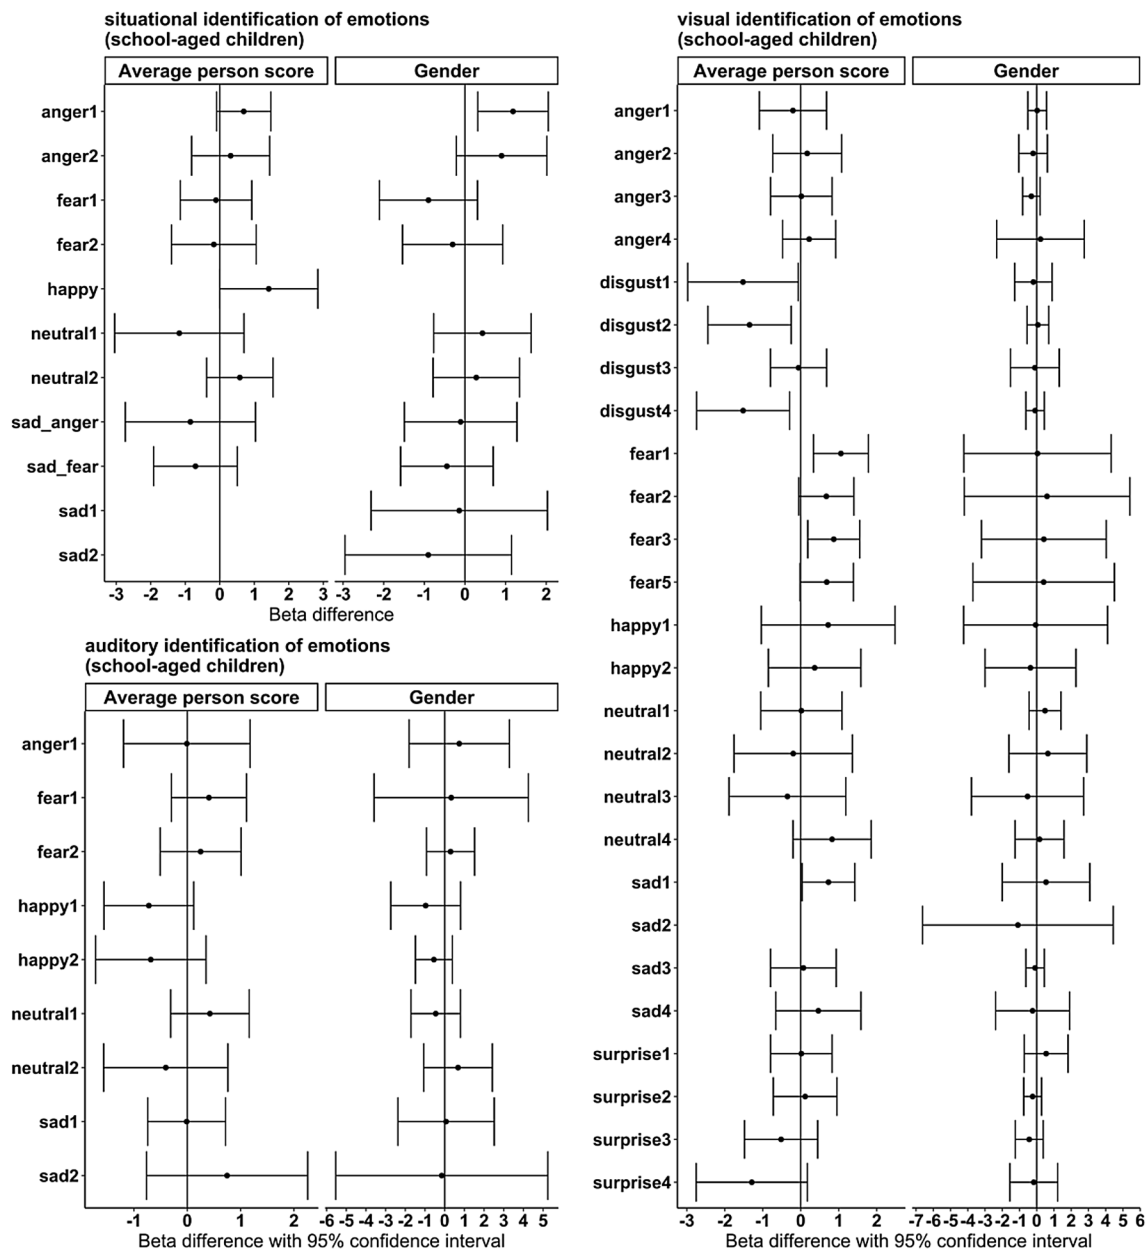 situational identification of emotions
(school-aged children)
Average person score
Gender
anger1
anger2
fear1
fear2
happy
neutral1
neutral2
sad_anger
sad_fear
sad1
sad2
-3 -2 -1 0 1 2 3 -3 -2 -1 0 1 2
Beta difference
auditory identification of emotions
(school-aged children)
Average person score
Gender
anger1
fear1
fear2
happy1
happy2
neutral1
neutral2
sad1
sad2
-1 0 1 2 -6 -5 -4 -3 -2 -1 0 1 2 3 4 5
Beta difference with 95% confidence interval
visual identification of emotions
(school-aged children)
Average person score
Gender
anger1
anger2
anger3
anger4
disgust1
disgust2
disgust3
disgust4
fear1
fear2
fear3
fear5
happy1
happy2
neutral1
neutral2
neutral3
neutral4
sad1
sad2
sad3
sad4
surprise1
surprise2
surprise3
surprise4
-3 -2 -1 0 1 2 -7 -6 -5 -4 -3 -2 -1 0 1 2 3 4 5 6
Beta difference with 95% confidence interval